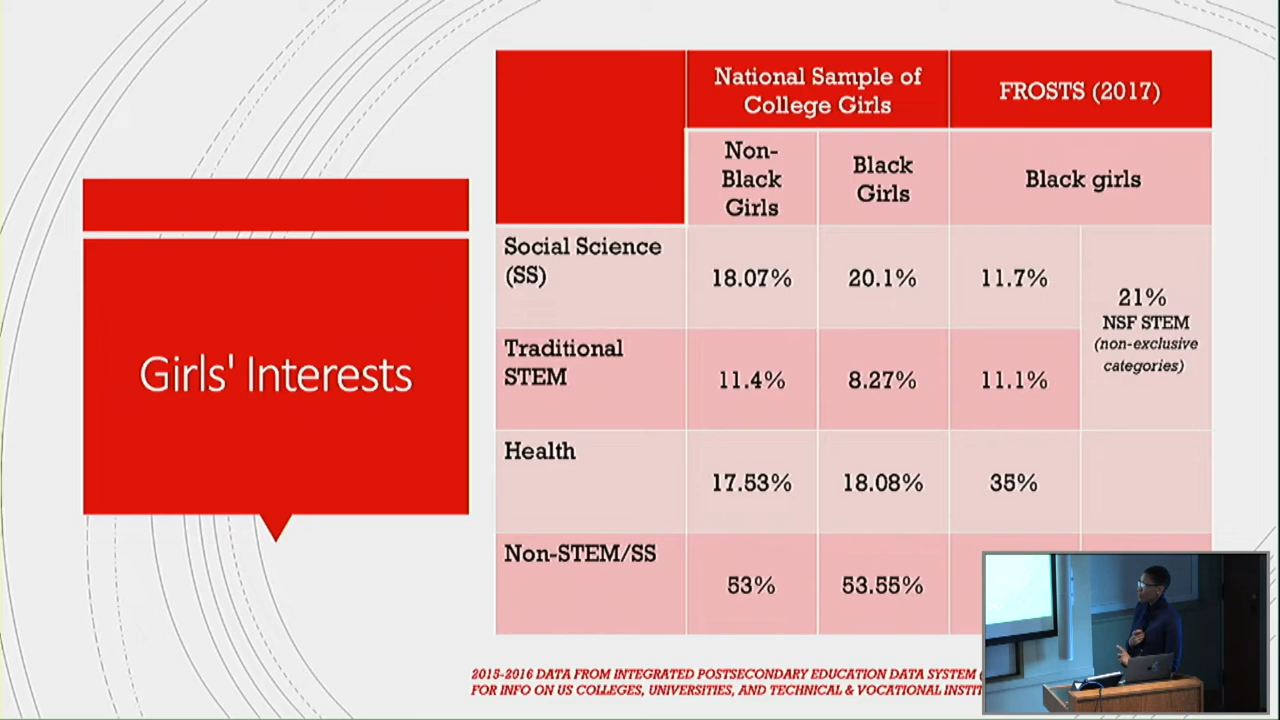 Girls' Interests
National Sample of
College Girls
FROSTS (2017)
Non-
Black
Girls
Black
Girls
Black girls
Social Science
(SS)
18.07%
20.1%
11.7%
21%
NSF STEM
(non-exclusive
categories)
Traditional
STEM
11.4%
8.27%
11.1%
Health
17.53%
18.08%
35%
Non-STEM/SS
53%
53.55%
2015-2016 DATA FROM INTEGRATED POSTSECONDARY EDUCATION DATA SYSTEM
FOR INFO ON US COLLEGES, UNIVERSITIES, AND TECHNICAL & VOCATIONAL